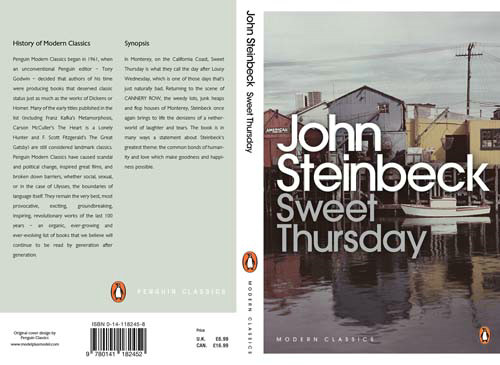 History of Modern Classics
Penguin Modern Classics began in 1961, when
an unconventional Penguin editor – Tony
Godwin – decided that authors of his time
were producing books that deserved classic
status just as much as the works of Dickens or
Homer. Many of the early titles published in the
list (including Franz Kafka's Metamorphosis,
Carson McCuller's The Heart is a Lonely
Hunter and F. Scott Fitzgerald's The Great
Gatsby) are still considered landmark classics.
Penguin Modern Classics have caused scandal
and political change, inspired great films, and
broken down barriers, whether social, sexual,
or in the case of Ulysses, the boundaries of
language itself. They remain the very best, most
provocative, exciting, groundbreaking,
inspiring, revolutionary works of the last 100
years – an organic, ever-growing and
ever-evolving list of books that we believe will
continue to be read by generation after
generation.
Synopsis
In Monterey, on the California Coast, Sweet
Thursday is what they call the day after Lousy
Wednesday, which is one of those days that's
just naturally bad. Returning to the scene of
CANNERY ROW, the weedy lots, junk heaps
and flop houses of Monterey, Steinbeck once
again brings to life the denizens of a nether-
world of laughter and tears. The book is in
many ways a statement about Steinbeck's
greatest theme: the common bonds of human-
ity and love which make goodness and happi-
ness possible.
PENGUIN CLASSICS
Original cover design by
Penguin Classics
www.modelplasmodel.com
ISBN 0-14-118245-8
9 780141 182452
Price
U.K. £6.99
CAN. £16.99
John Steinbeck Sweet Thursday
MODERN CLASSICS
AMERICAN
John
Steinbeck
Sweet
Thursday
MODERN CLASSICS